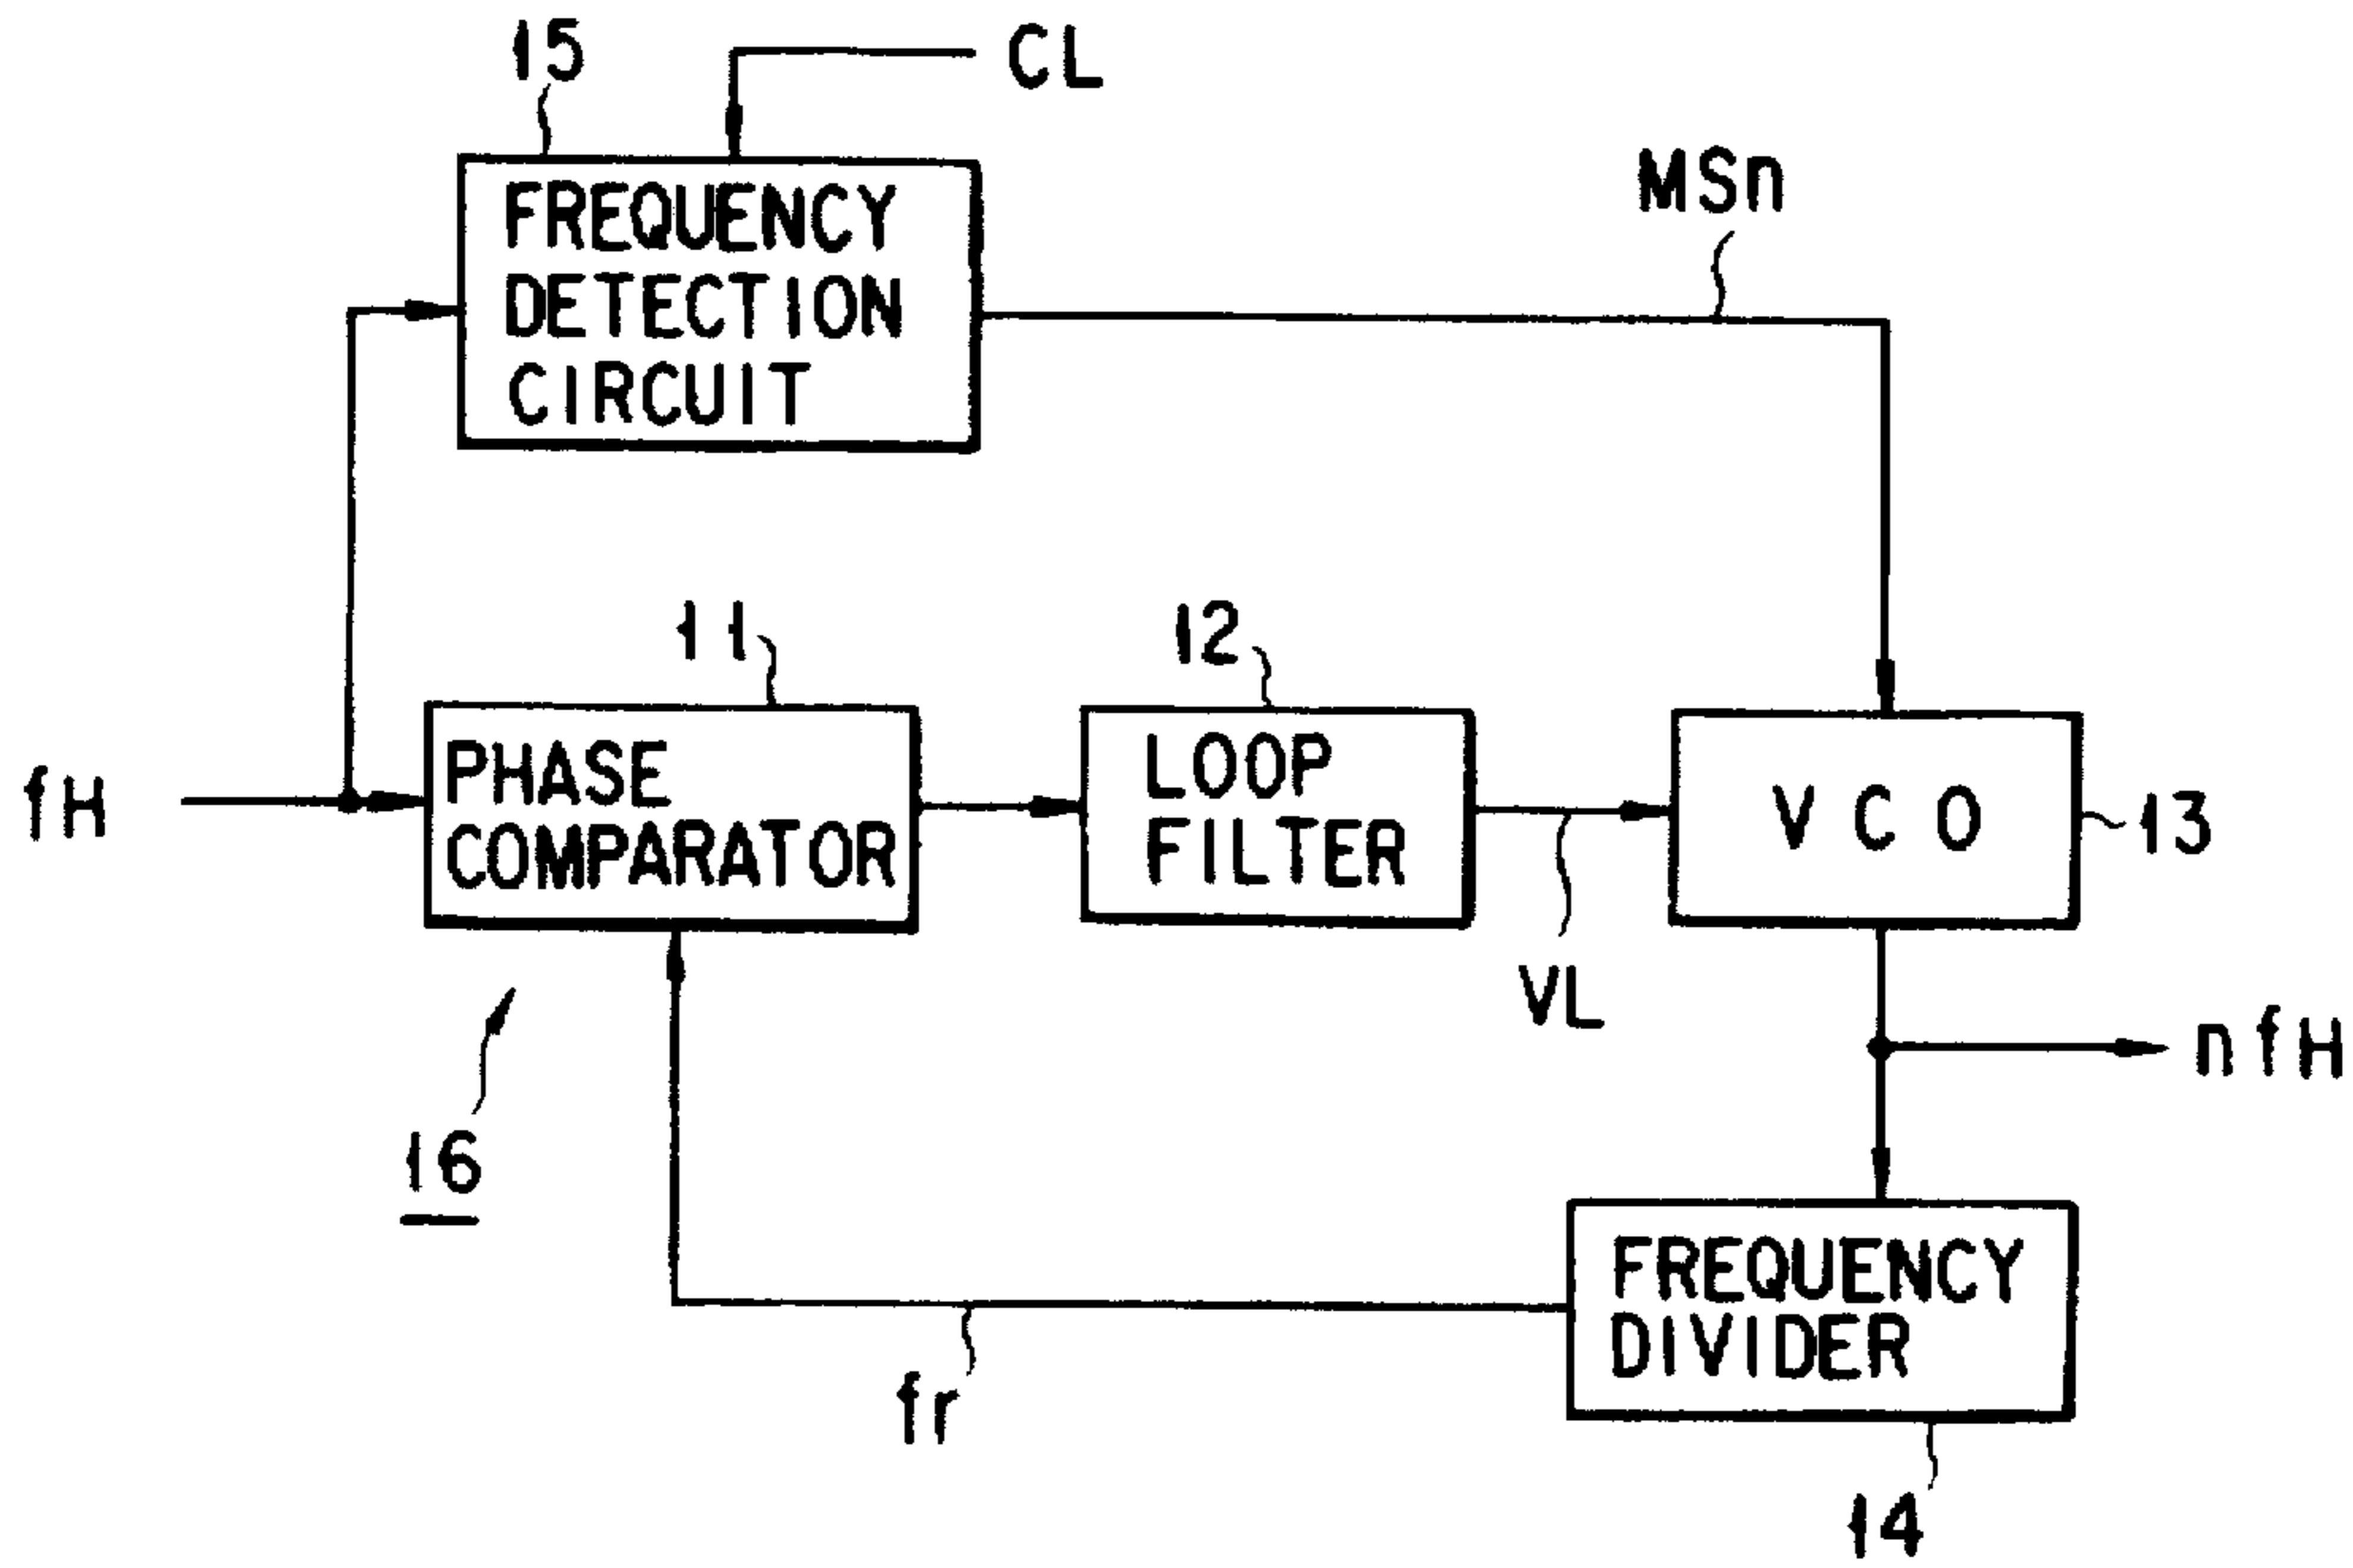 15
CL
FREQUENCY
DETECTION
CIRCUIT
MSn
11
12
fH
PHASE
COMPARATOR
LOOP
FILTER
VCO
13
VL
nfH
16
FREQUENCY
DIVIDER
fr
14